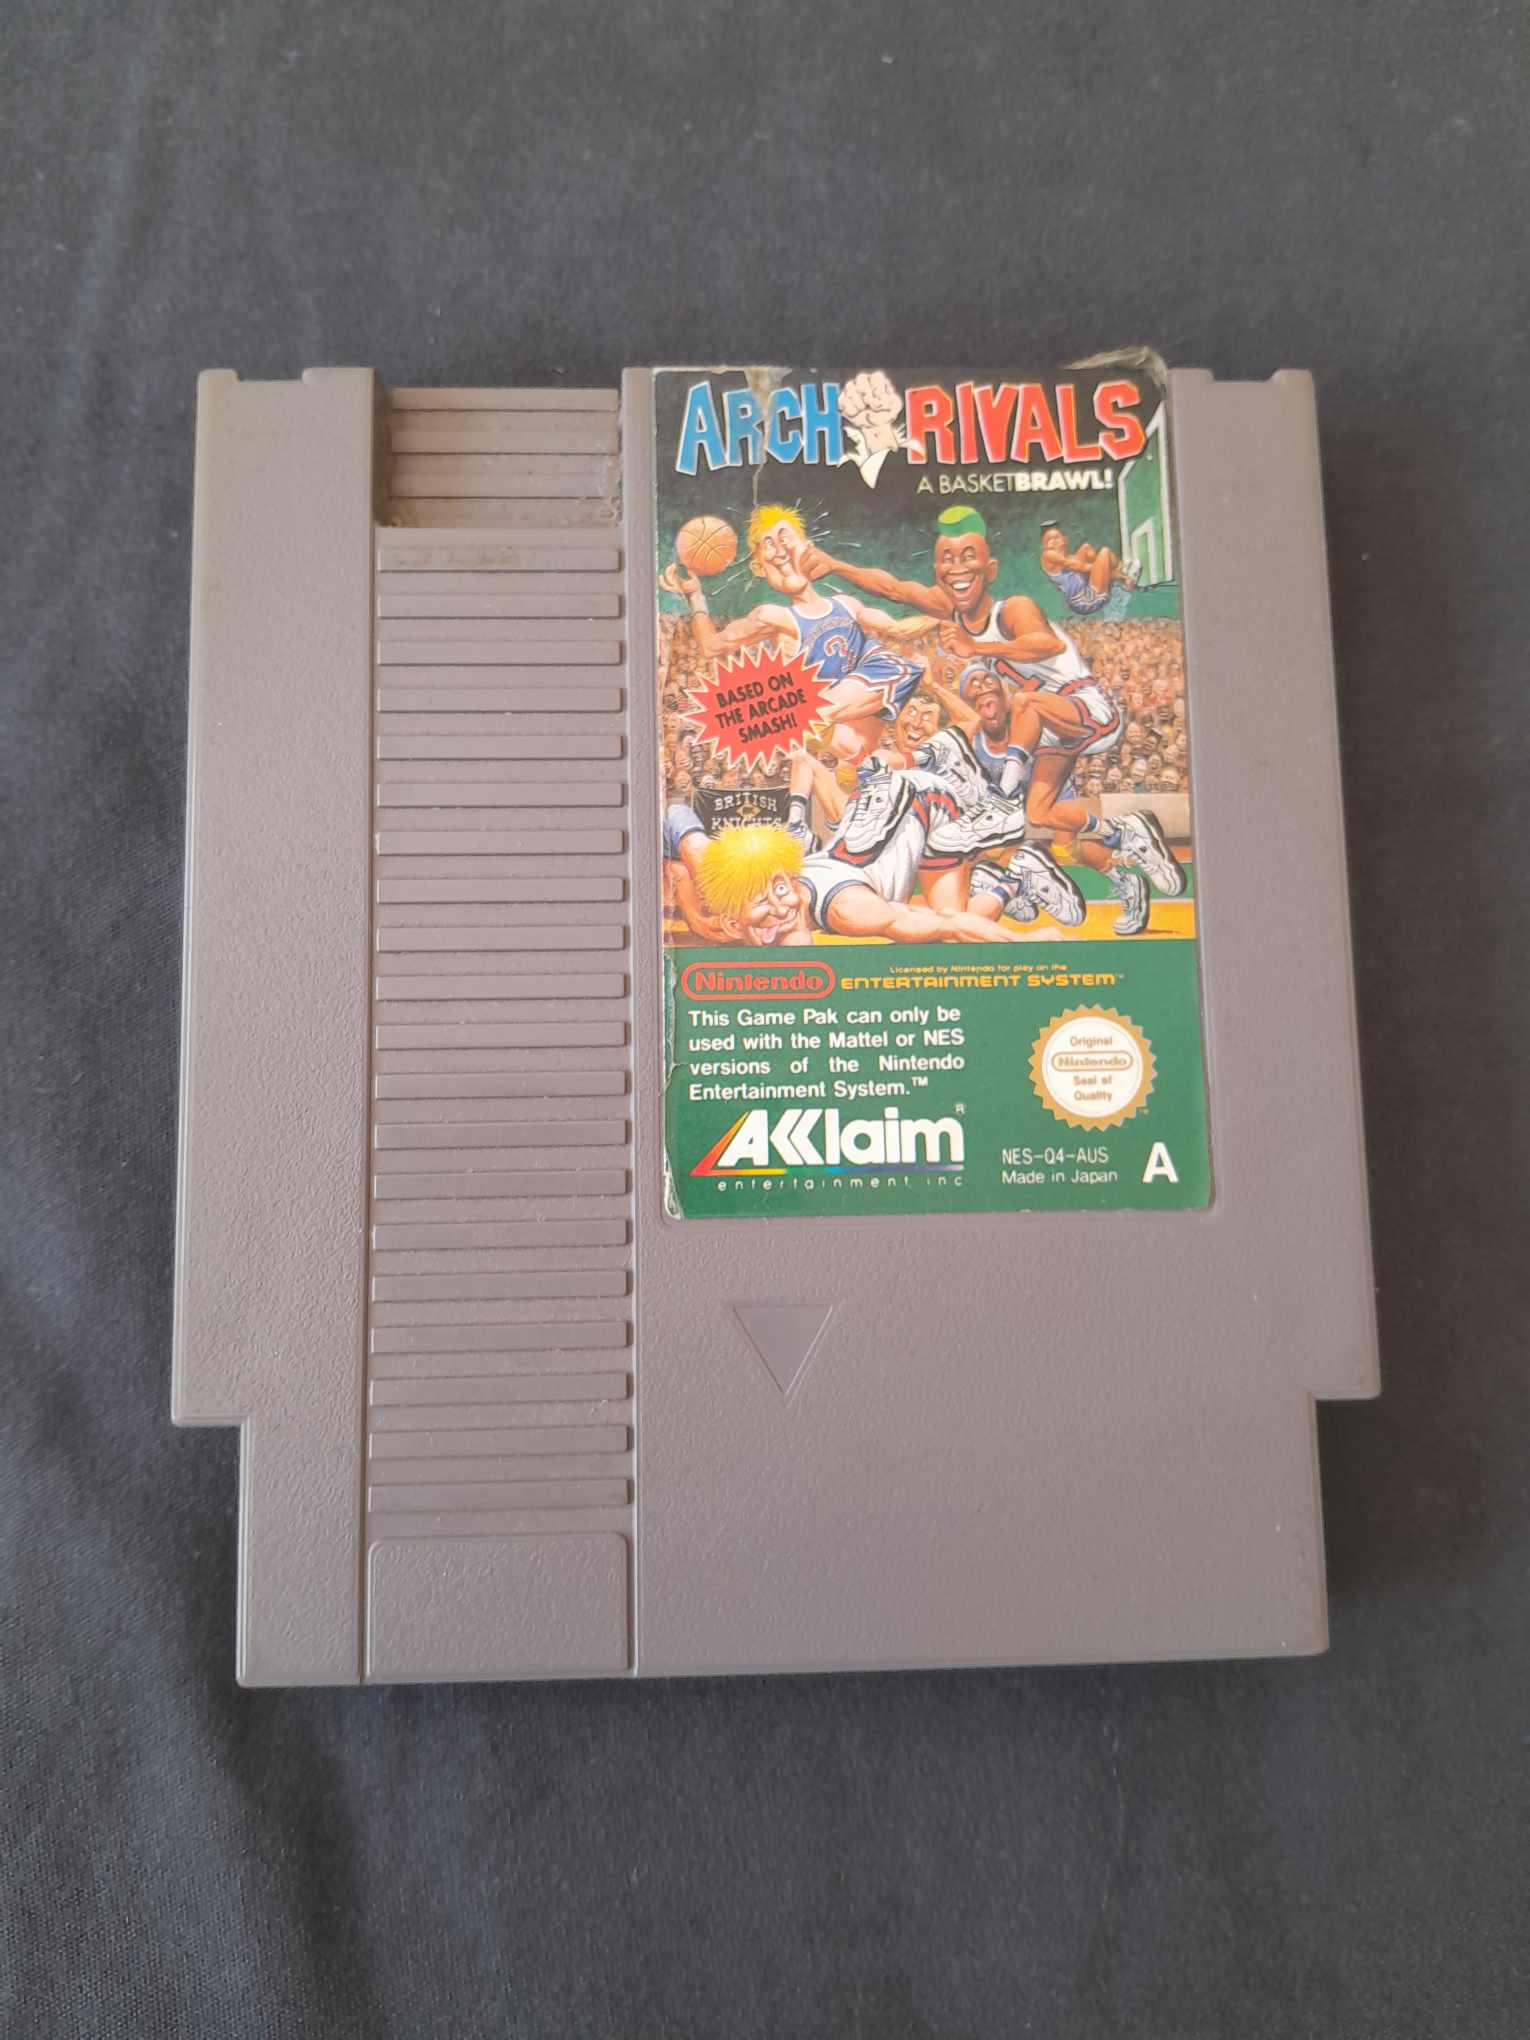 ARCH RIVALS
A BASKETBRAWL!
BASED ON
THE ARCADE
SMASH!
BRITISH
KNIGHTS
Nintendo
Licensed by Nintendo for play on the
ENTERTAINMENT SYSTEM™
This Game Pak can only be
used with the Mattel or NES
versions of the Nintendo
Entertainment System.™
Original
Nintendo
Seal of
Quality
™
AKKlaim®
entertainment inc
NES-Q4-AUS
Made in Japan
A